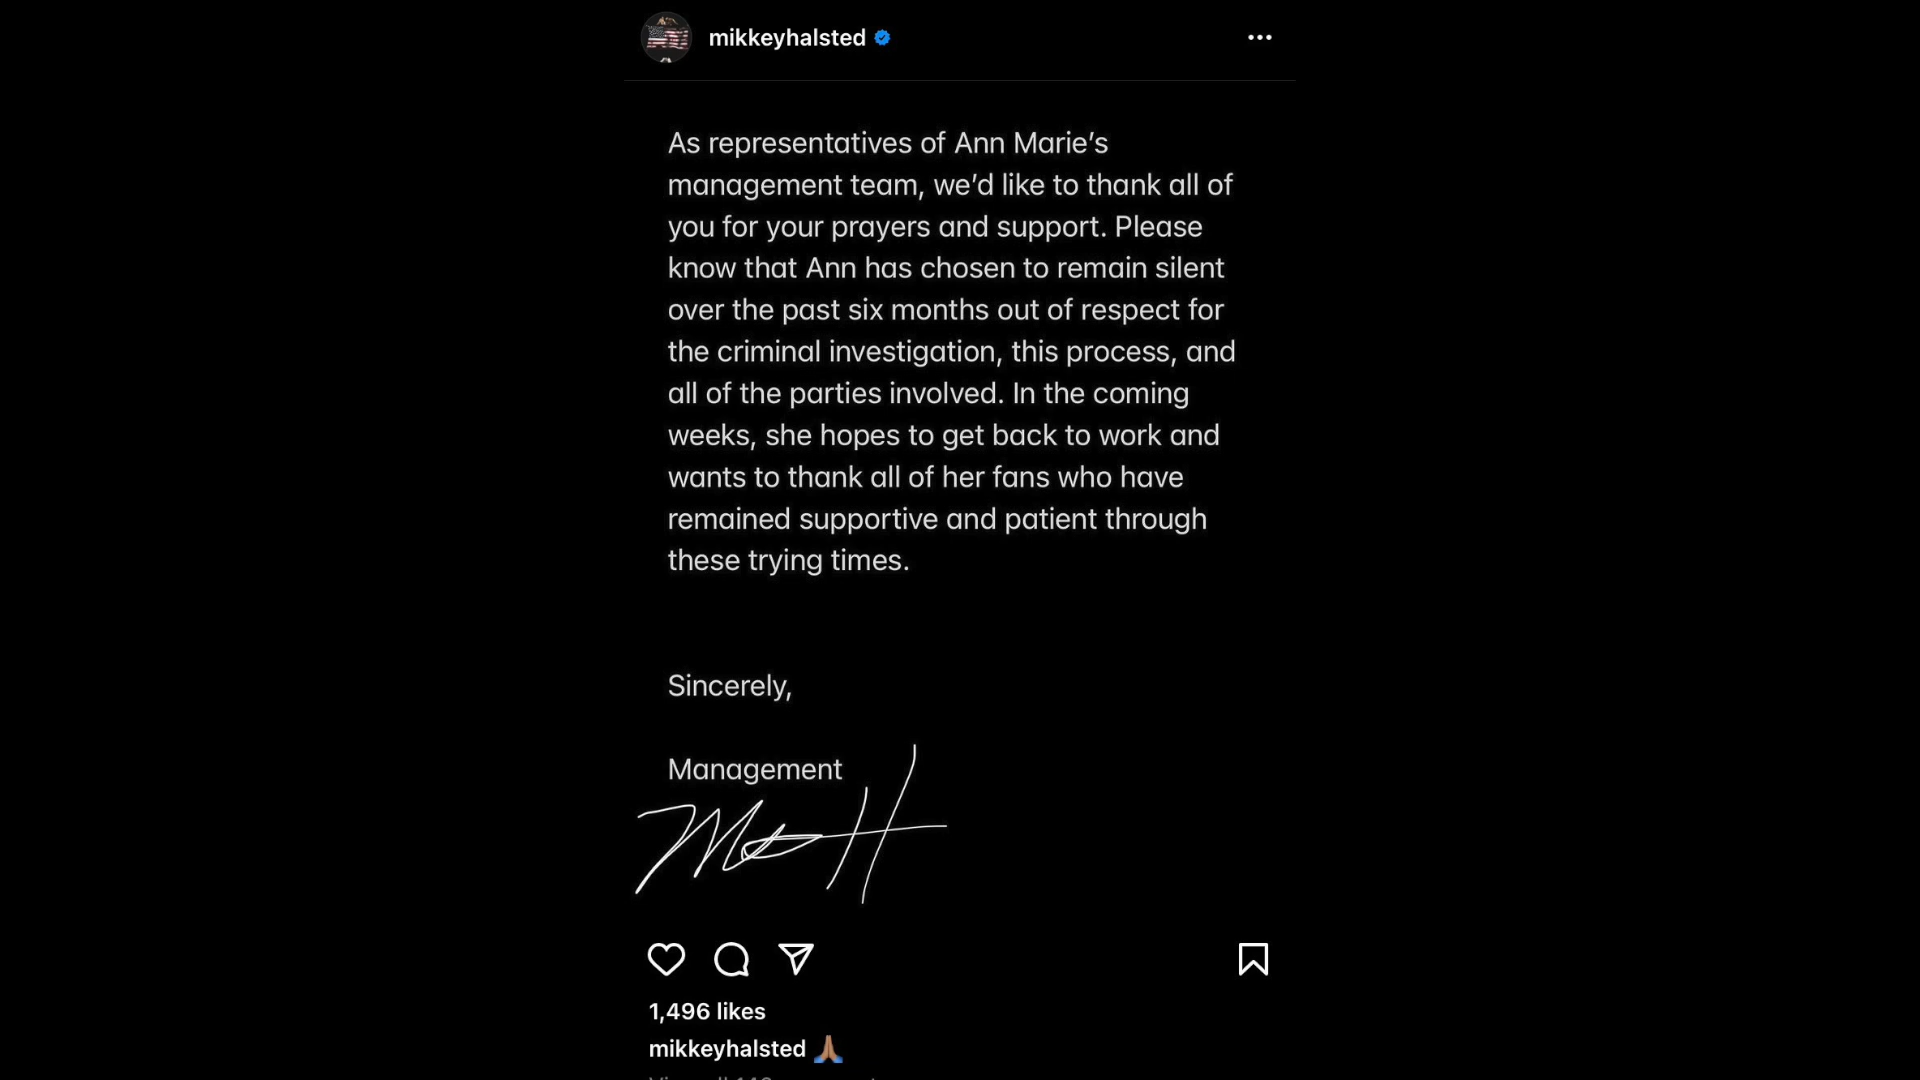 mikkeyhalsted
As representatives of Ann Marie’s
management team, we’d like to thank all of
you for your prayers and support. Please
know that Ann has chosen to remain silent
over the past six months out of respect for
the criminal investigation, this process, and
all of the parties involved. In the coming
weeks, she hopes to get back to work and
wants to thank all of her fans who have
remained supportive and patient through
these trying times.
Sincerely,
Management
1,496 likes
mikkeyhalsted 🙏🏽